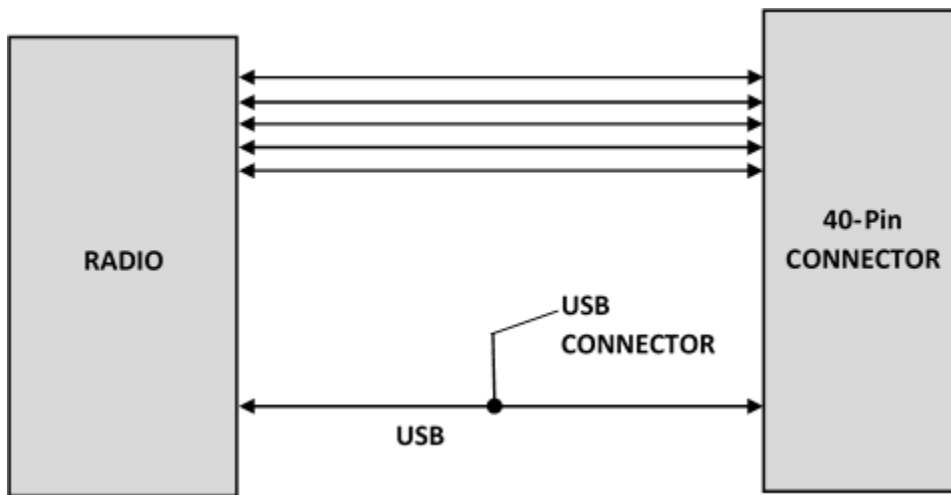 40-Pin
CONNECTOR
RADIO
USB
CONNECTOR
USB